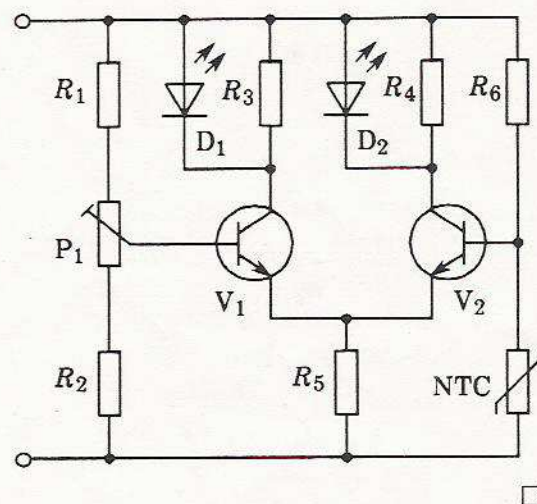 R₁
R₃
R₄
R₆
D₁
D₂
P₁
V₁
V₂
R₂
R₅
NTC